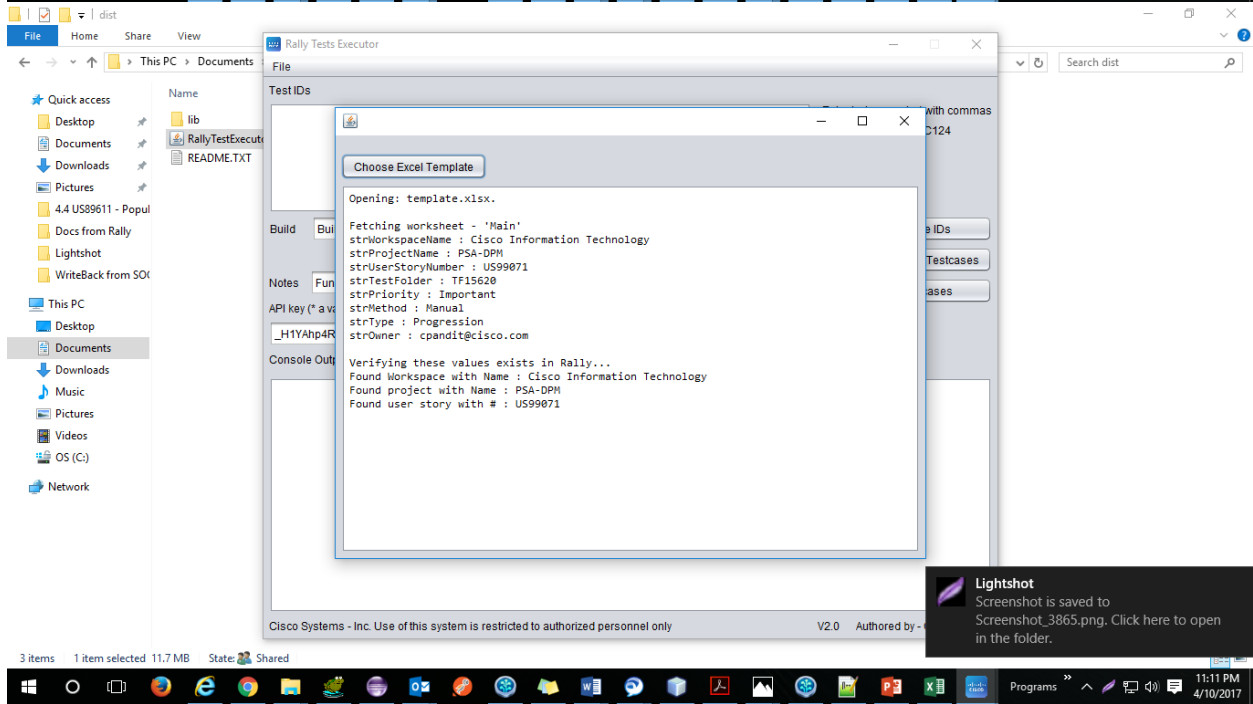 dist
File Home Share View
This PC > Documents
Search dist
Quick access
Desktop
Documents
Downloads
Pictures
4.4 US89611 - Popul
Docs from Rally
Lightshot
WriteBack from SO
This PC
Desktop
Documents
Downloads
Music
Pictures
Videos
OS (C:)
Network
Name
lib
RallyTestExecut
README.TXT
Rally Tests Executor
File
Test IDs
with commas
C124
Build Bui
e IDs
Testcases
Notes Fun
cases
API key (* a va
_H1YAhp4R
Console Outp
Choose Excel Template
Opening: template.xlsx.
Fetching worksheet - 'Main'
strWorkspaceName : Cisco Information Technology
strProjectName : PSA-DPM
strUserStoryNumber : US99071
strTestFolder : TF15620
strPriority : Important
strMethod : Manual
strType : Progression
strOwner : cpandit@cisco.com
Verifying these values exists in Rally...
Found Workspace with Name : Cisco Information Technology
Found project with Name : PSA-DPM
Found user story with # : US99071
Cisco Systems - Inc. Use of this system is restricted to authorized personnel only V2.0 Authored by -
Lightshot
Screenshot is saved to
Screenshot_3865.png. Click here to open
in the folder.
3 items 1 item selected 11.7 MB State: Shared
Programs
11:11 PM
4/10/2017